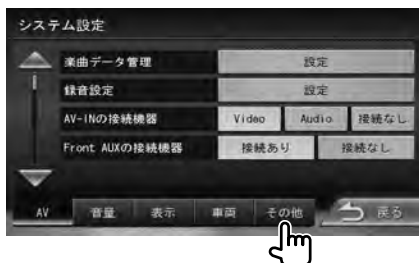 システム設定
楽曲データ管理 設定
録音設定 設定
AV-INの接続機器 Video Audio 接続なし
Front AUXの接続機器 接続あり 接続なし
AV 音量 表示 車両 その他 戻る